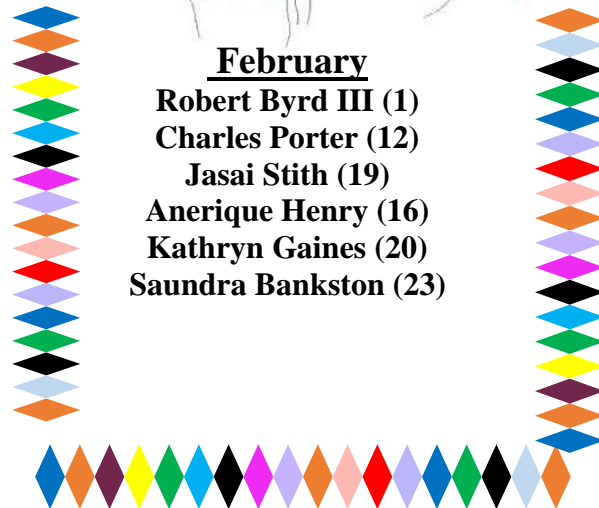 February
Robert Byrd III (1)
Charles Porter (12)
Jasai Stith (19)
Anerique Henry (16)
Kathryn Gaines (20)
Saundra Bankston (23)